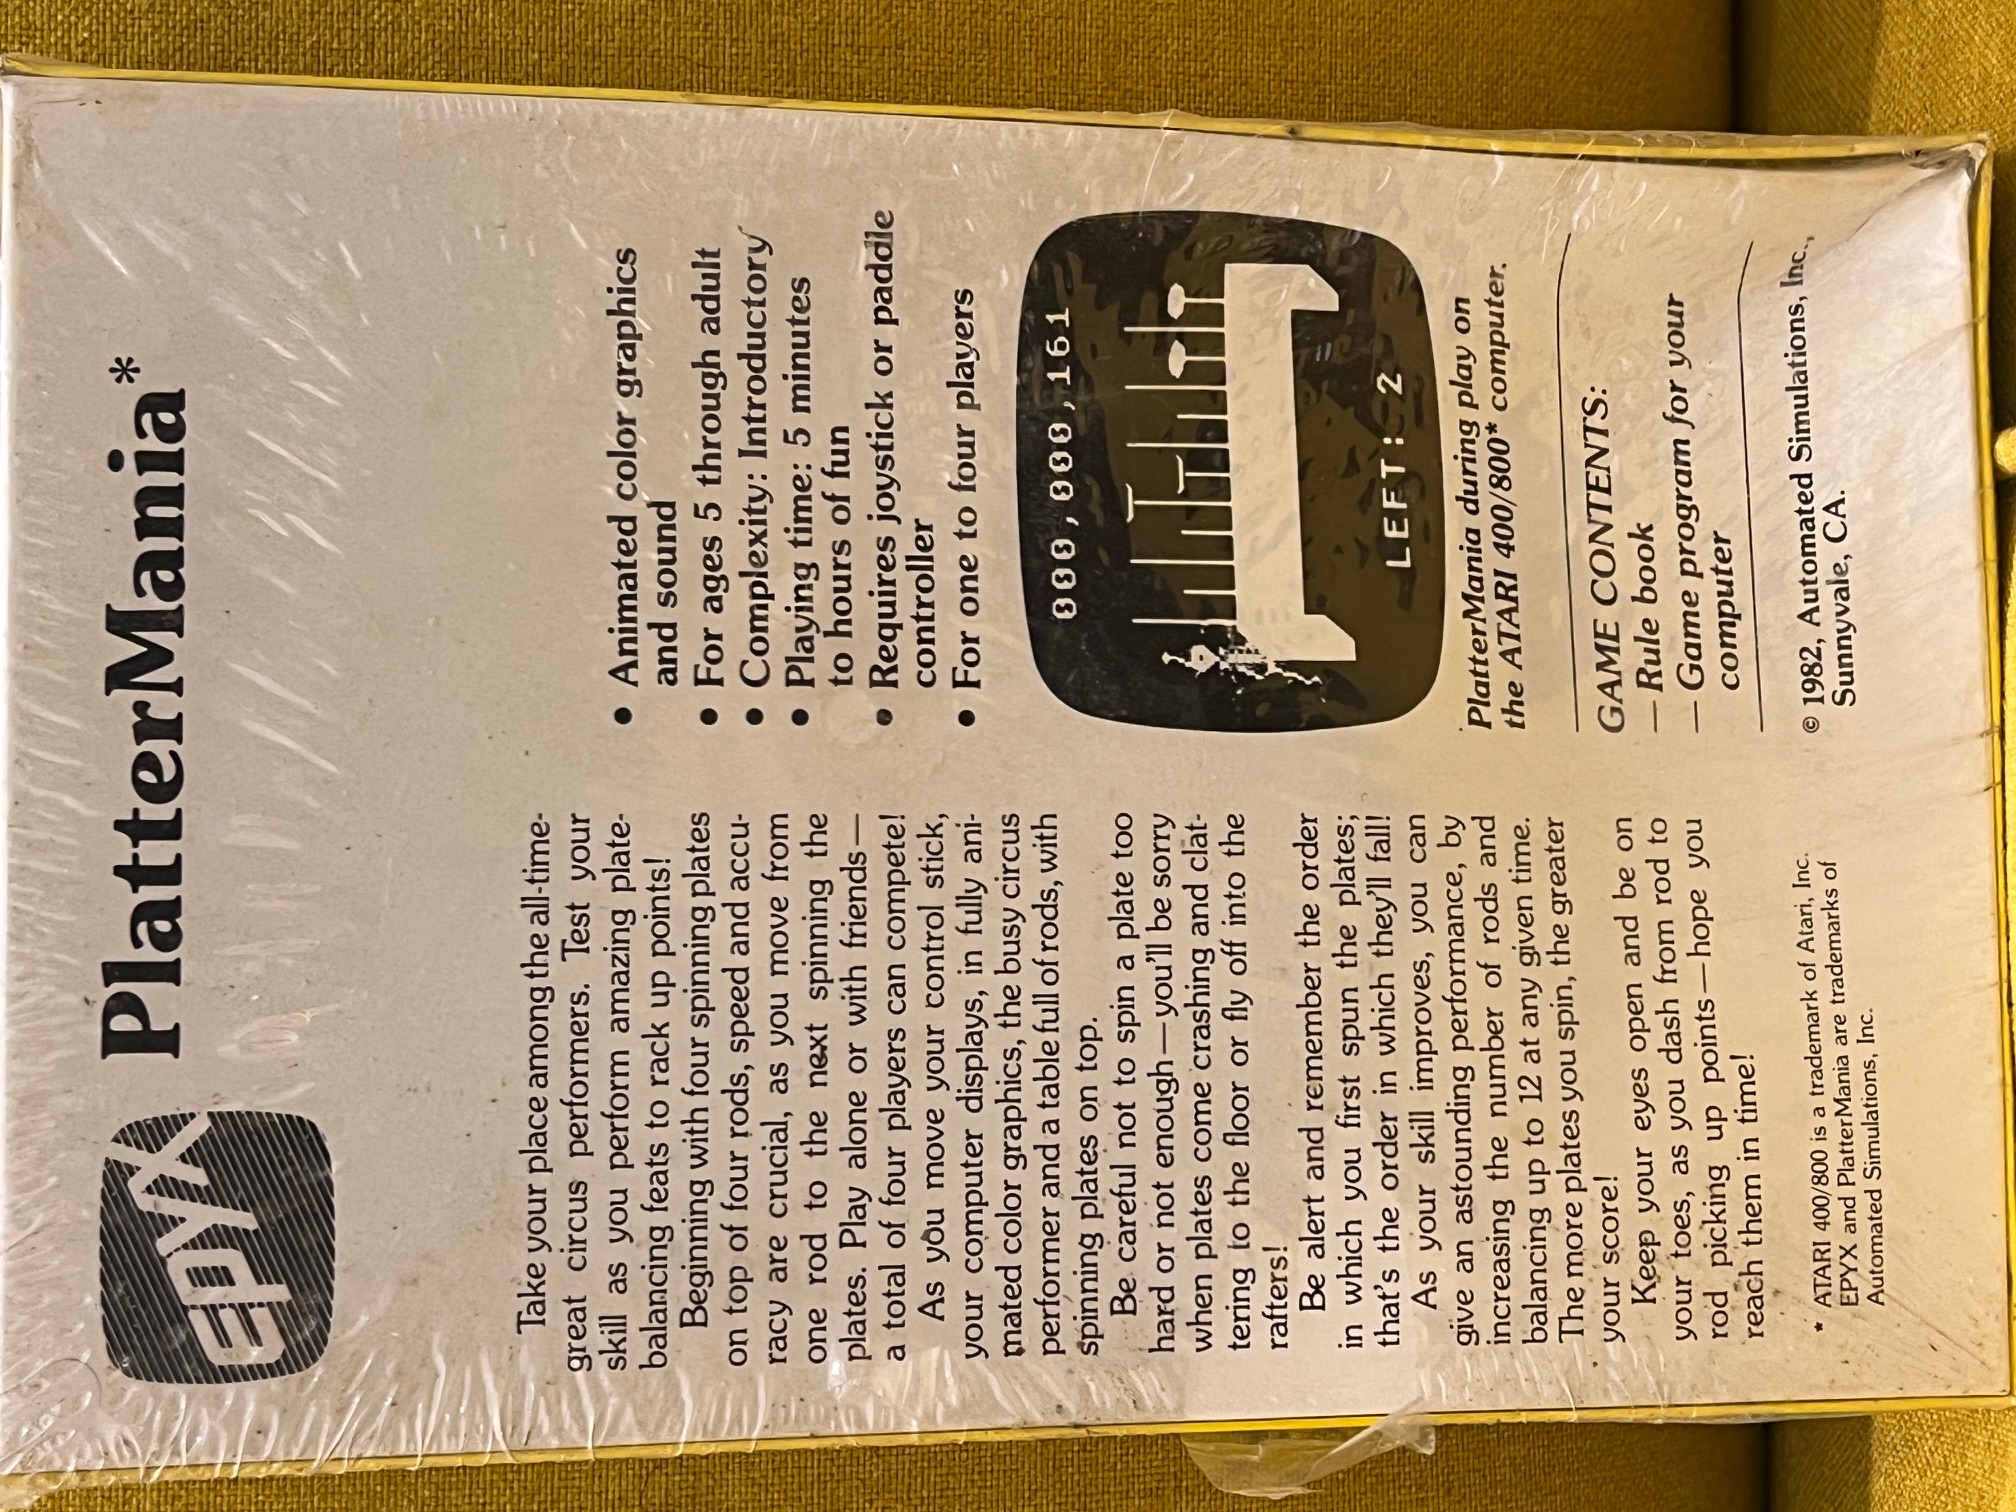 EPYX
PlatterMania*
Take your place among the all-time-
great circus performers. Test your
skill as you perform amazing plate-
balancing feats to rack up points!
Beginning with four spinning plates
on top of four rods, speed and accu-
racy are crucial, as you move from
one rod to the next spinning the
plates. Play alone or with friends—
a total of four players can compete!
As you move your control stick,
your computer displays, in fully ani-
mated color graphics, the busy circus
performer and a table full of rods, with
spinning plates on top.
Be careful not to spin a plate too
hard or not enough—you'll be sorry
when plates come crashing and clat-
tering to the floor or fly off into the
rafters!
Be alert and remember the order
in which you first spun the plates;
that's the order in which they'll fall!
As your skill improves, you can
give an astounding performance, by
increasing the number of rods and
balancing up to 12 at any given time.
The more plates you spin, the greater
your score!
Keep your eyes open and be on
your toes, as you dash from rod to
rod picking up points—hope you
reach them in time!
* ATARI 400/800 is a trademark of Atari, Inc.
EPYX and PlatterMania are trademarks of
Automated Simulations, Inc.
• Animated color graphics
and sound
• For ages 5 through adult
• Complexity: Introductory
• Playing time: 5 minutes
to hours of fun
• Requires joystick or paddle
controller
• For one to four players
000,000,161
LEFT: 2
PlatterMania during play on
the ATARI 400/800* computer.
GAME CONTENTS:
— Rule book
— Game program for your
computer
© 1982, Automated Simulations, Inc.,
Sunnyvale, CA.